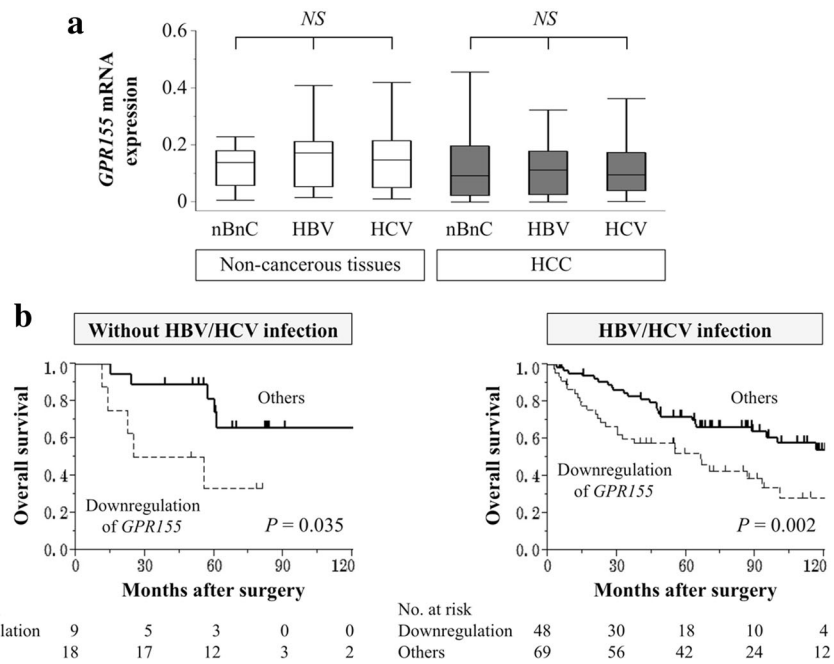 a
NS
NS
GPR155 mRNA
expression
0.6
0.4
0.2
0
nBnC
HBV
HCV
nBnC
HBV
HCV
Non-cancerous tissues
HCC
b
Without HBV/HCV infection
Overall survival
1.0
0.8
0.6
0.4
0.2
0.0
Others
Downregulation
of GPR155
P = 0.035
0 30 60 90 120
Months after surgery
lation 9 5 3 0 0
18 17 12 3 2
HBV/HCV infection
Overall survival
1.0
0.8
0.6
0.4
0.2
0.0
Others
Downregulation
of GPR155
P = 0.002
0 30 60 90 120
Months after surgery
No. at risk
Downregulation 48 30 18 10 4
Others 69 56 42 24 12